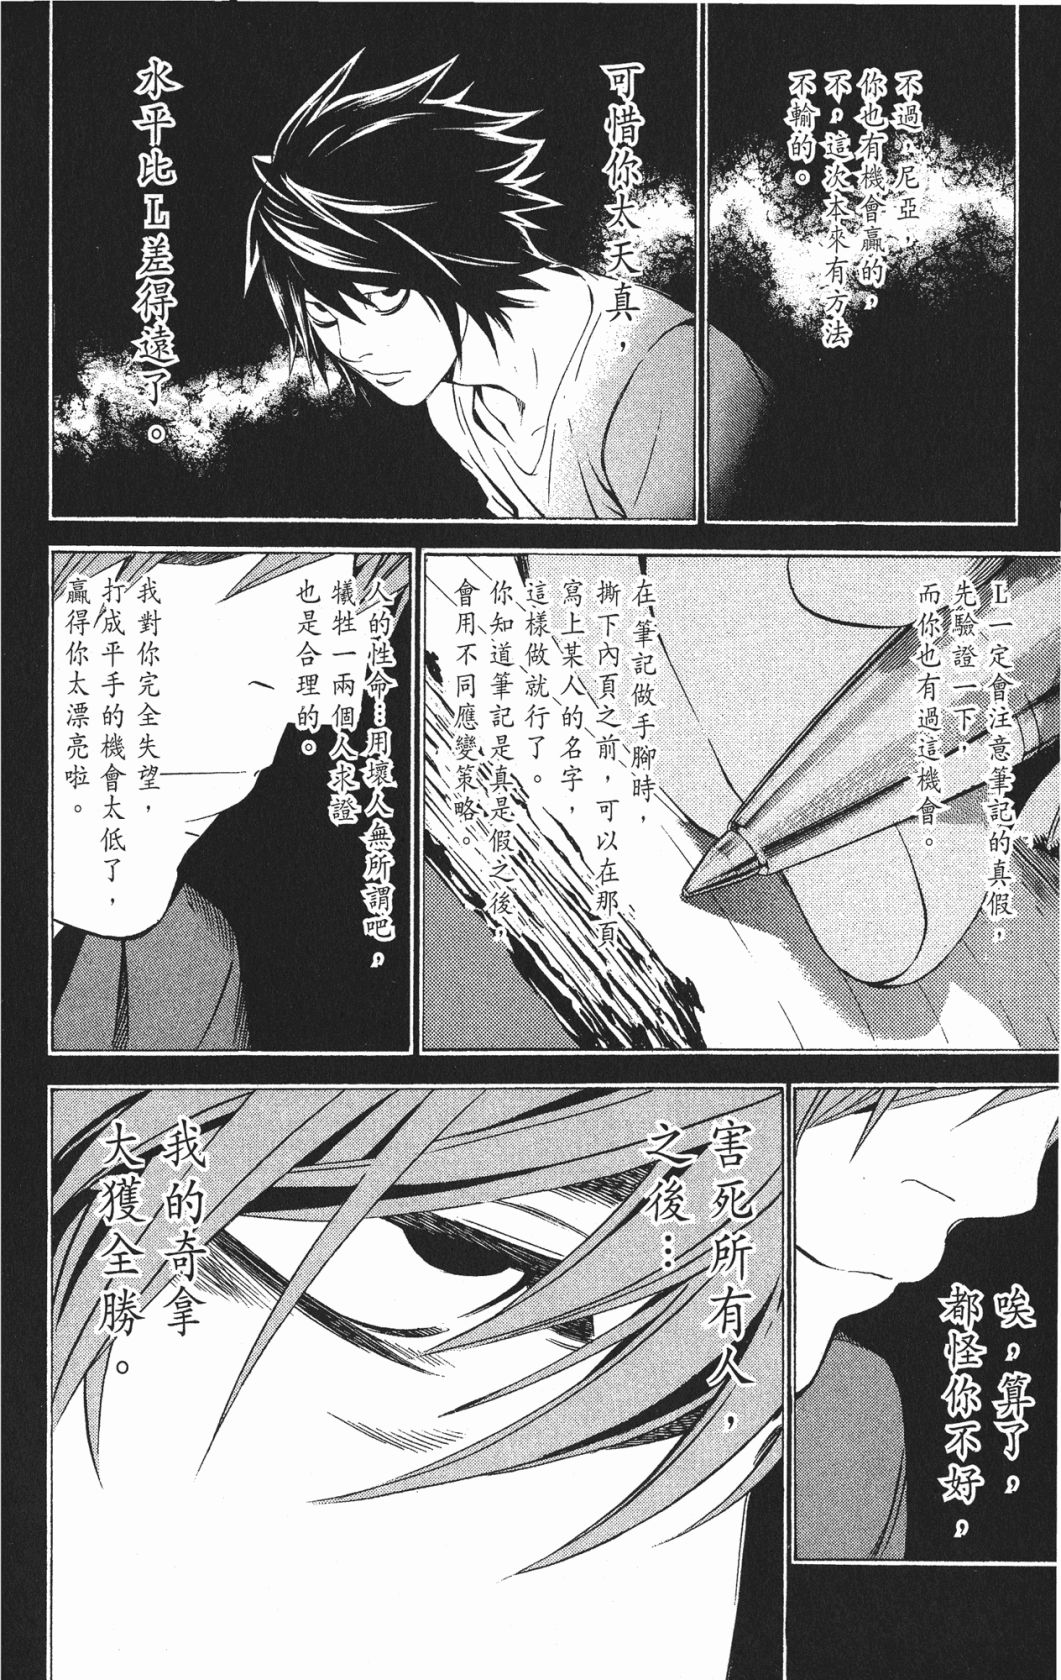 不過，尼亞，
你也有機會贏的，
不，這次本來有方法
不輸的。
可惜你太天真，
水平比L差得遠了。
L一定會注意筆記的真假，
先驗證一下，
而你也有過這機會。
在筆記做手腳時，
撕下內頁之前，可以在那頁
寫上某人的名字，
這樣做就行了。
你知道筆記是真是假之後，
會用不同應變策略。
人的性命…用壞人無所謂吧，
犧牲一兩個人求證
也是合理的。
我對你完全失望，
打成平手的機會太低了，
贏得你太漂亮啦。
唉，算了，
都怪你不好，
害死所有人，
之後…
我的奇拿
大獲全勝。